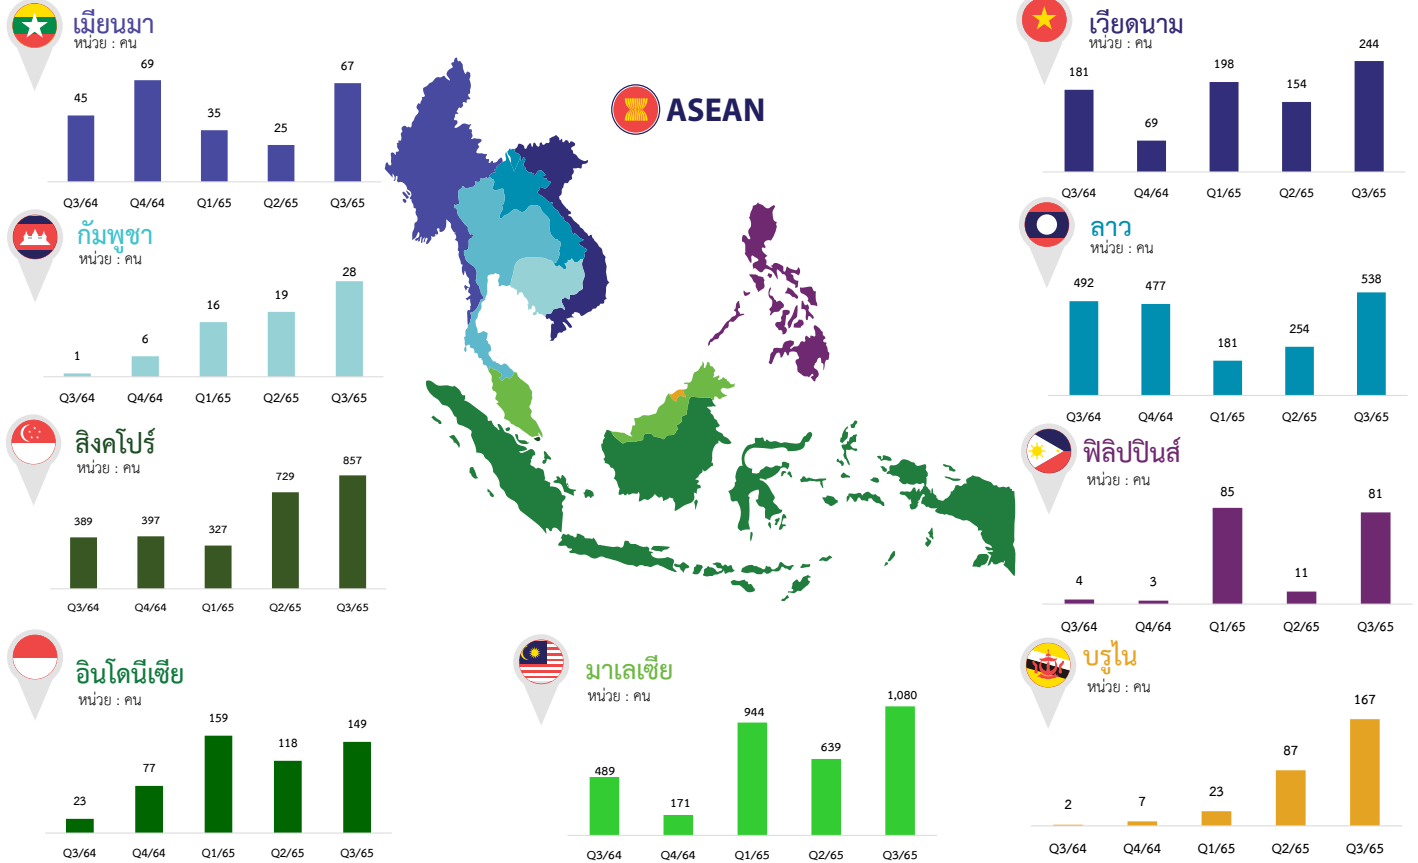 เมียนมา
หน่วย : คน
45 69 35 25 67
Q3/64 Q4/64 Q1/65 Q2/65 Q3/65
กัมพูชา
หน่วย : คน
1 6 16 19 28
Q3/64 Q4/64 Q1/65 Q2/65 Q3/65
สิงคโปร์
หน่วย : คน
389 397 327 729 857
Q3/64 Q4/64 Q1/65 Q2/65 Q3/65
อินโดนีเซีย
หน่วย : คน
23 77 159 118 149
Q3/64 Q4/64 Q1/65 Q2/65 Q3/65
ASEAN
มาเลเซีย
หน่วย : คน
489 171 944 639 1,080
Q3/64 Q4/64 Q1/65 Q2/65 Q3/65
เวียดนาม
หน่วย : คน
181 69 198 154 244
Q3/64 Q4/64 Q1/65 Q2/65 Q3/65
ลาว
หน่วย : คน
492 477 181 254 538
Q3/64 Q4/64 Q1/65 Q2/65 Q3/65
ฟิลิปปินส์
หน่วย : คน
4 3 85 11 81
Q3/64 Q4/64 Q1/65 Q2/65 Q3/65
บรูไน
หน่วย : คน
2 7 23 87 167
Q3/64 Q4/64 Q1/65 Q2/65 Q3/65